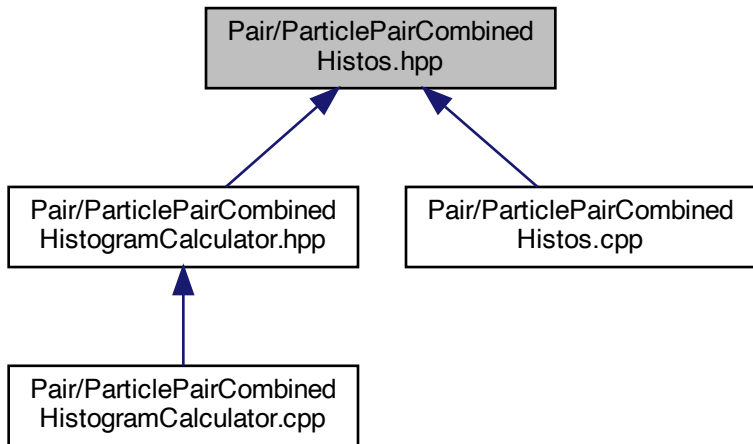 Pair/ParticlePairCombined
Histos.hpp
Pair/ParticlePairCombined
HistogramCalculator.hpp
Pair/ParticlePairCombined
Histos.cpp
Pair/ParticlePairCombined
HistogramCalculator.cpp